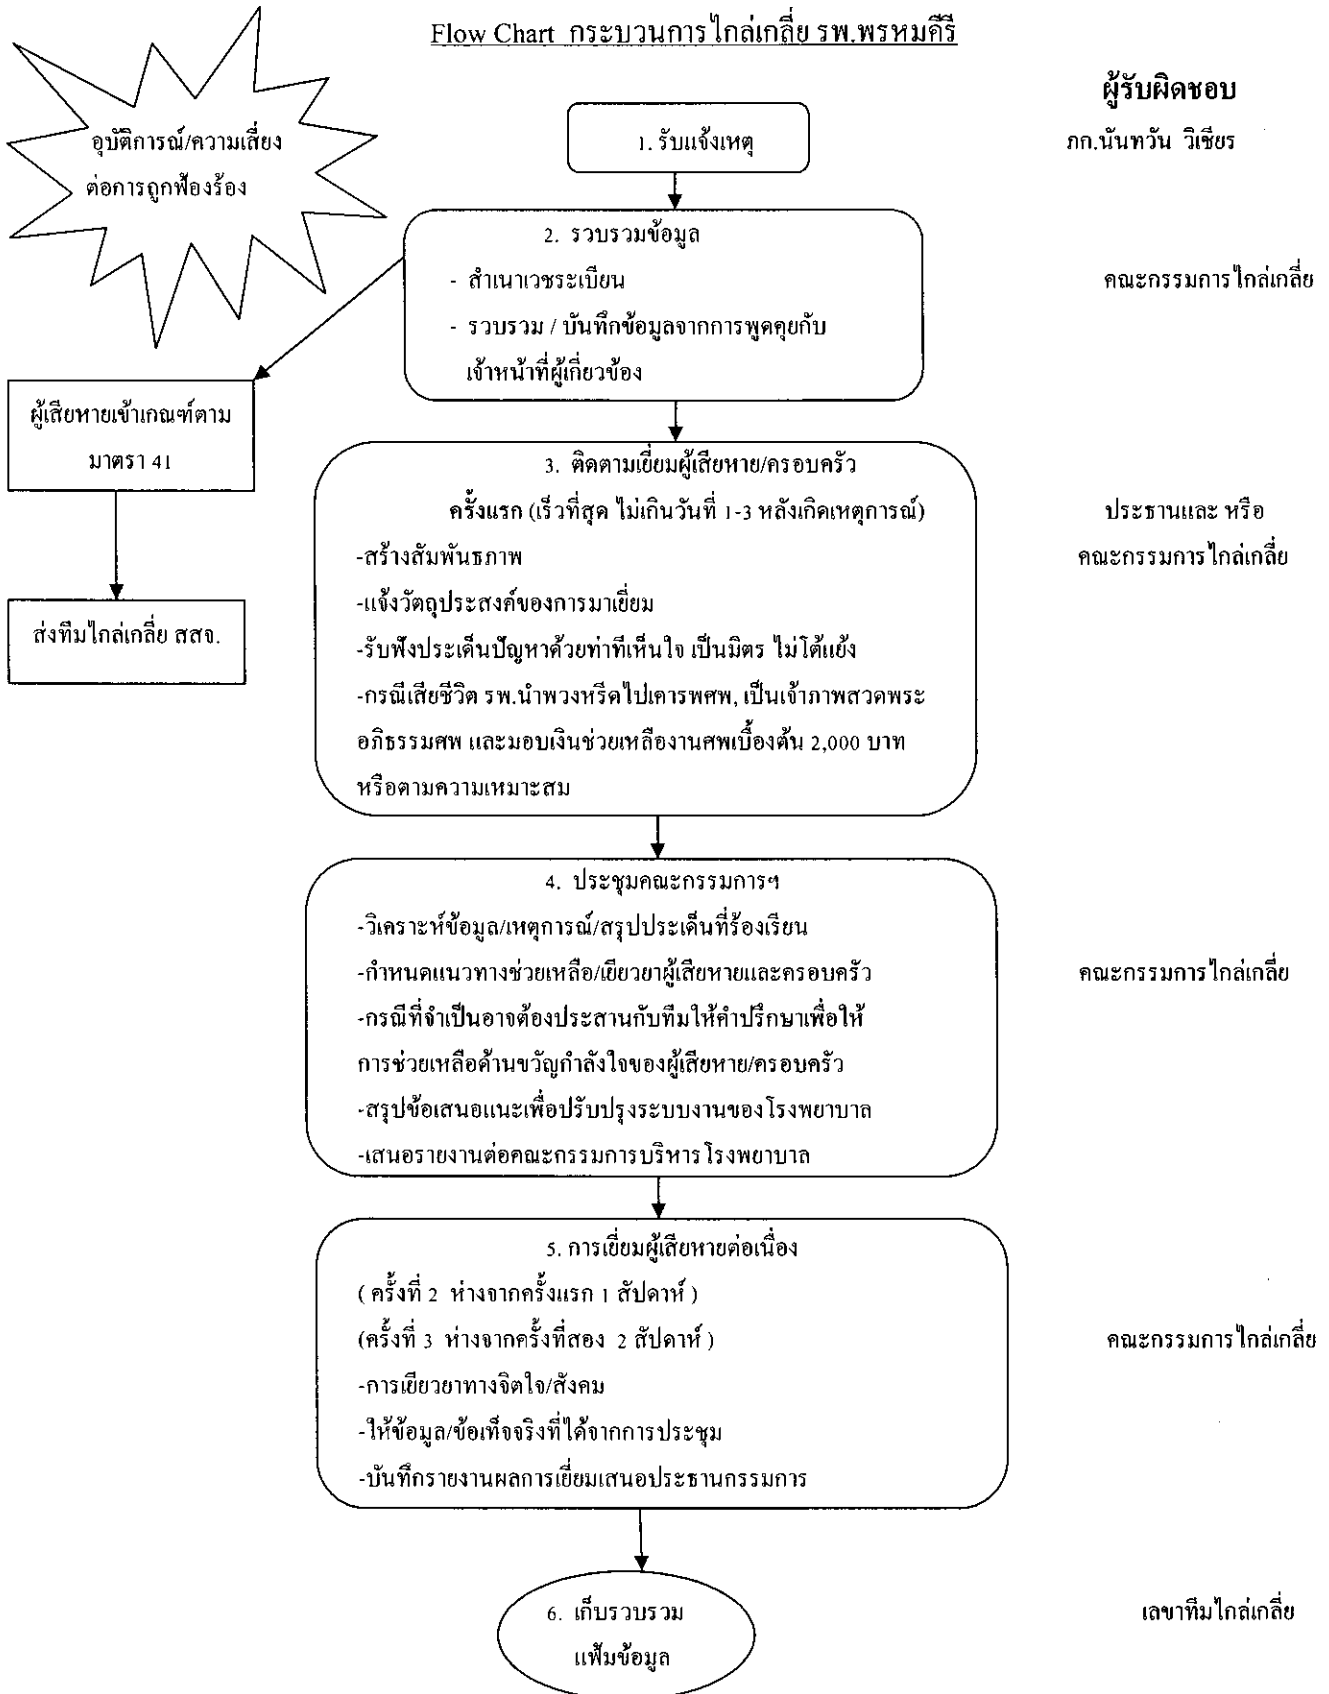 Flow Chart กระบวนการไกล่เกลี่ย รพ.พรหมคีรี
ผู้รับผิดชอบ
อุบัติการณ์/ความเสี่ยง
ต่อการถูกฟ้องร้อง
1. รับแจ้งเหตุ
ภก.นันทวัน วิเชียร
2. รวบรวมข้อมูล
- สำเนาเวชระเบียน
- รวบรวม / บันทึกข้อมูลจากการพูดคุยกับ
เจ้าหน้าที่ผู้เกี่ยวข้อง
คณะกรรมการไกล่เกลี่ย
ผู้เสียหายเข้าเกณฑ์ตาม
มาตรา 41
ส่งทีมไกล่เกลี่ย สสจ.
3. ติดตามเยี่ยมผู้เสียหาย/ครอบครัว
ครั้งแรก (เร็วที่สุด ไม่เกินวันที่ 1-3 หลังเกิดเหตุการณ์)
-สร้างสัมพันธภาพ
-แจ้งวัตถุประสงค์ของการมาเยี่ยม
-รับฟังประเด็นปัญหาด้วยท่าทีเห็นใจ เป็นมิตร ไม่โต้แย้ง
-กรณีเสียชีวิต รพ.นำพวงหรีดไปเคารพศพ, เป็นเจ้าภาพสวดพระ
อภิธรรมศพ และมอบเงินช่วยเหลืองานศพเบื้องต้น 2,000 บาท
หรือตามความเหมาะสม
ประธานและ หรือ
คณะกรรมการไกล่เกลี่ย
4. ประชุมคณะกรรมการฯ
-วิเคราะห์ข้อมูล/เหตุการณ์/สรุปประเด็นที่ร้องเรียน
-กำหนดแนวทางช่วยเหลือ/เยียวยาผู้เสียหายและครอบครัว
-กรณีที่จำเป็นอาจต้องประสานกับทีมให้คำปรึกษาเพื่อให้
การช่วยเหลือด้านขวัญกำลังใจของผู้เสียหาย/ครอบครัว
-สรุปข้อเสนอแนะเพื่อปรับปรุงระบบงานของโรงพยาบาล
-เสนอรายงานต่อคณะกรรมการบริหารโรงพยาบาล
คณะกรรมการไกล่เกลี่ย
5. การเยี่ยมผู้เสียหายต่อเนื่อง
( ครั้งที่ 2 ห่างจากครั้งแรก 1 สัปดาห์ )
(ครั้งที่ 3 ห่างจากครั้งที่สอง 2 สัปดาห์ )
-การเยียวยาทางจิตใจ/สังคม
-ให้ข้อมูล/ข้อเท็จจริงที่ได้จากการประชุม
-บันทึกรายงานผลการเยี่ยมเสนอประธานกรรมการ
คณะกรรมการไกล่เกลี่ย
6. เก็บรวบรวม
แฟ้มข้อมูล
เลขาทีมไกล่เกลี่ย